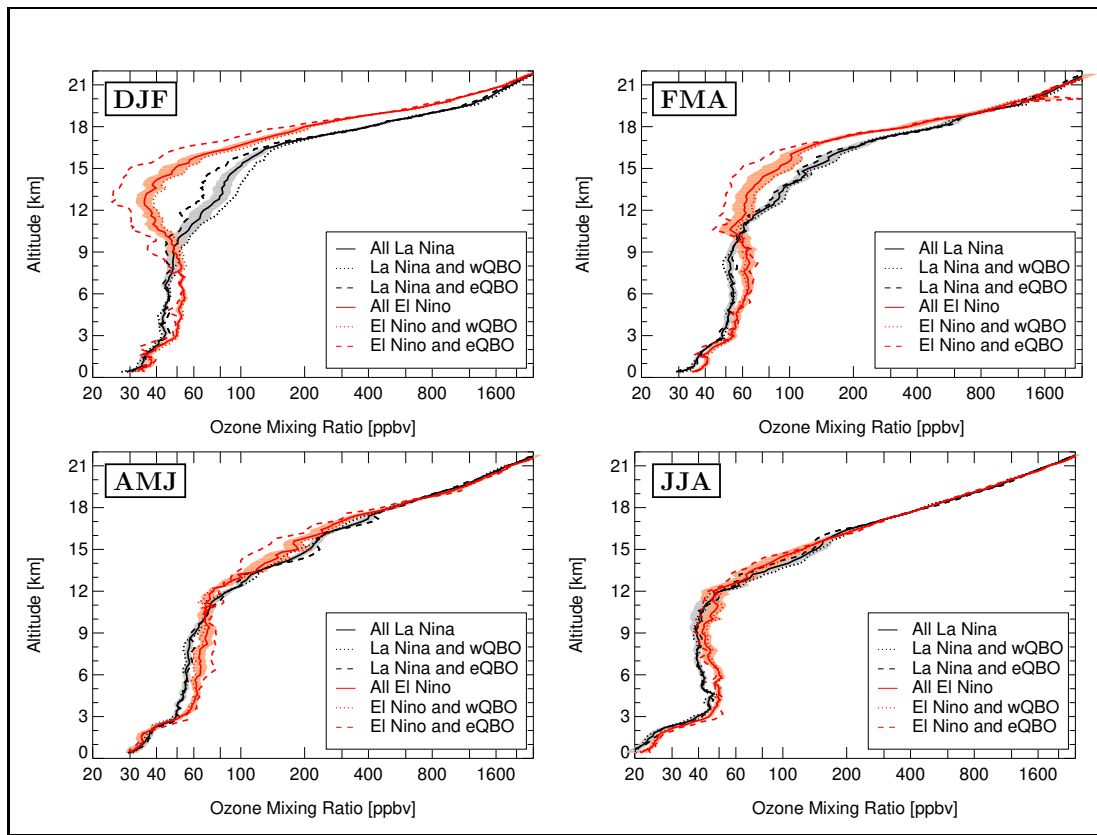 DJF
21
18
15
12
9
6
3
0
Altitude [km]
All La Nina
La Nina and wQBO
La Nina and eQBO
All El Nino
El Nino and wQBO
El Nino and eQBO
20 30 40 60 100 200 400 800 1600
Ozone Mixing Ratio [ppbv]
FMA
21
18
15
12
9
6
3
0
Altitude [km]
All La Nina
La Nina and wQBO
La Nina and eQBO
All El Nino
El Nino and wQBO
El Nino and eQBO
20 30 40 60 100 200 400 800 1600
Ozone Mixing Ratio [ppbv]
AMJ
21
18
15
12
9
6
3
0
Altitude [km]
All La Nina
La Nina and wQBO
La Nina and eQBO
All El Nino
El Nino and wQBO
El Nino and eQBO
20 30 40 60 100 200 400 800 1600
Ozone Mixing Ratio [ppbv]
JJA
21
18
15
12
9
6
3
0
Altitude [km]
All La Nina
La Nina and wQBO
La Nina and eQBO
All El Nino
El Nino and wQBO
El Nino and eQBO
20 30 40 60 100 200 400 800 1600
Ozone Mixing Ratio [ppbv]